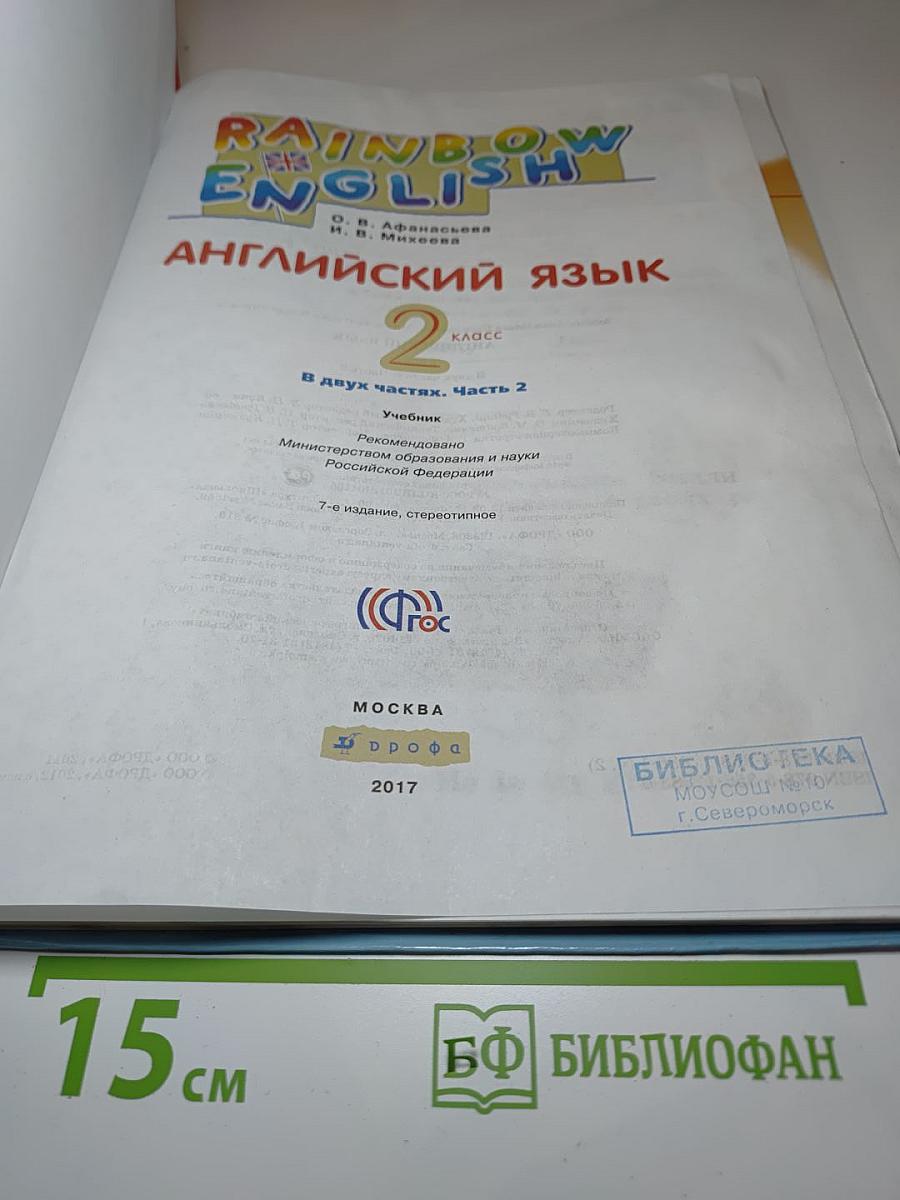 RAINBOW
ENGLISH
О. В. Афанасьева
И. В. Михеева
АНГЛИЙСКИЙ ЯЗЫК
2 класс
В двух частях. Часть 2
Учебник
Рекомендовано
Министерством образования и науки
Российской Федерации
7-е издание, стереотипное
ФГОС
МОСКВА
дрофа
2017
БИБЛИОТЕКА
МОУСОШ №10
г.Североморск
15 см
БФ БИБЛИОФАН